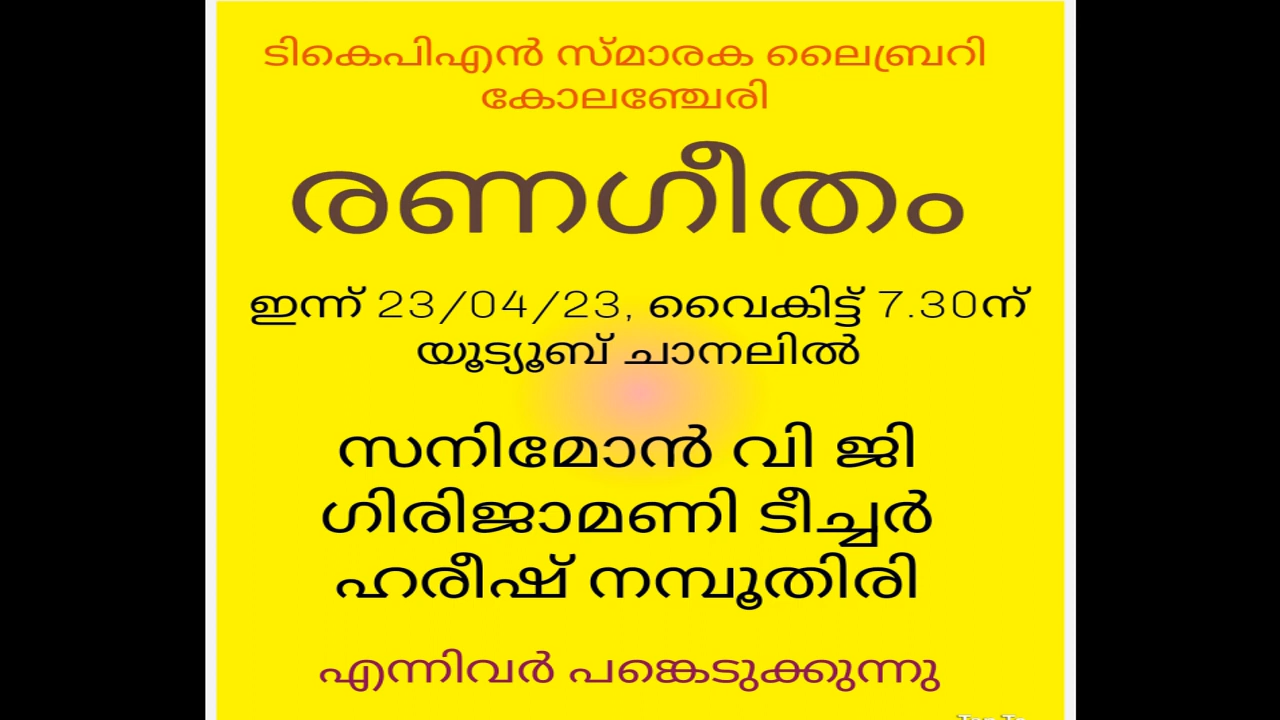 ടികെപിഎൻ സ്മാരക ലൈബ്രറി
കോലഞ്ചേരി
രണഗീതം
ഇന്ന് 23/04/23, വൈകിട്ട് 7.30ന്
യൂട്യൂബ് ചാനലിൽ
സനിമോൻ വി ജി
ഗിരിജാമണി ടീച്ചർ
ഹരീഷ് നമ്പൂതിരി
എന്നിവർ പങ്കെടുക്കുന്നു